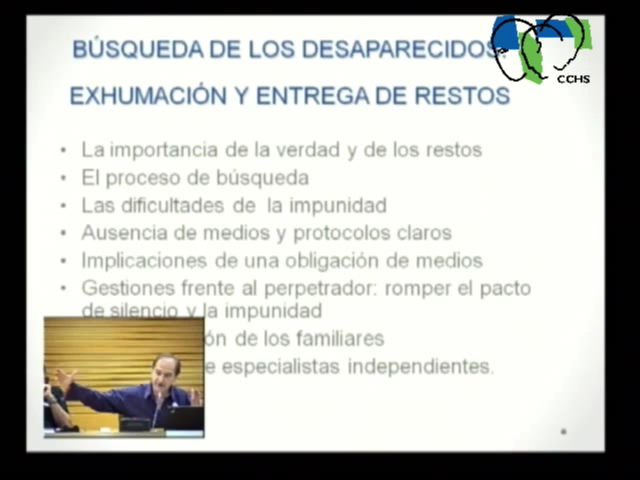 BÚSQUEDA DE LOS DESAPARECIDOS:
EXHUMACIÓN Y ENTREGA DE RESTOS
CCHS
• La importancia de la verdad y de los restos
• El proceso de búsqueda
• Las dificultades de la impunidad
• Ausencia de medios y protocolos claros
• Implicaciones de una obligación de medios
• Gestiones frente al perpetrador: romper el pacto
de silencio y la impunidad
de los familiares
especialistas independientes.